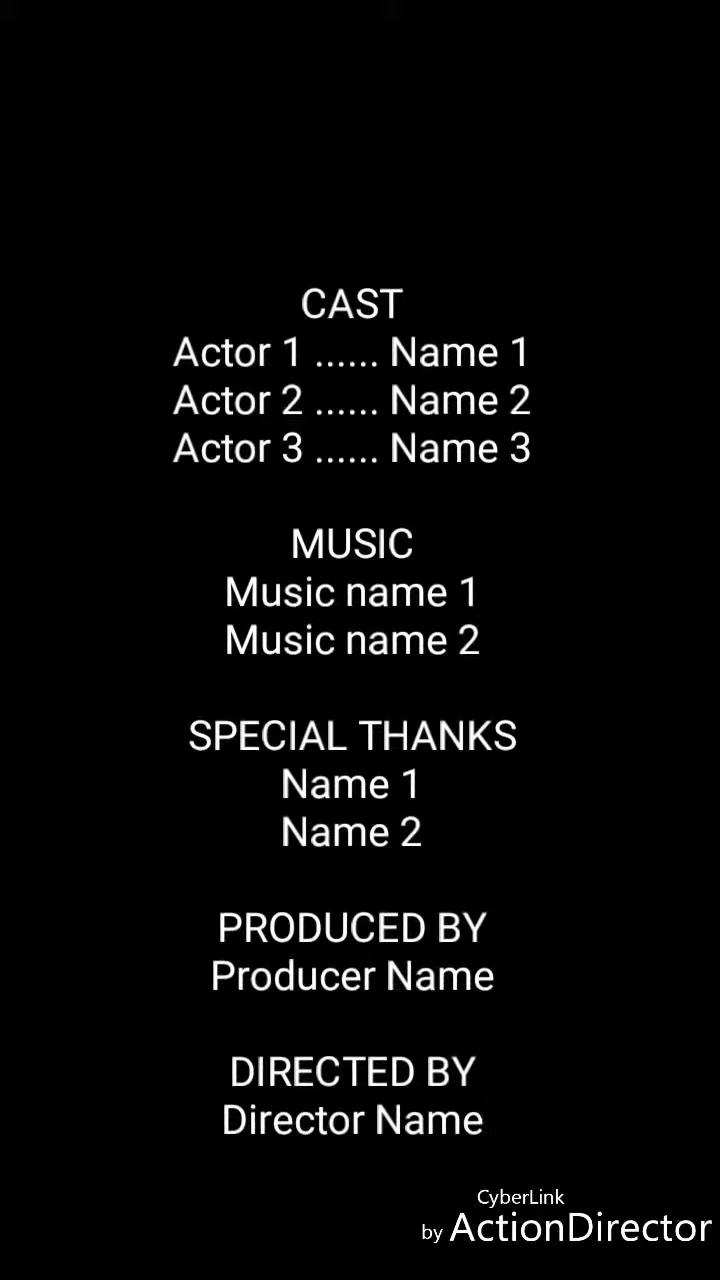 CAST
Actor 1 ...... Name 1
Actor 2 ...... Name 2
Actor 3 ...... Name 3
MUSIC
Music name 1
Music name 2
SPECIAL THANKS
Name 1
Name 2
PRODUCED BY
Producer Name
DIRECTED BY
Director Name
CyberLink
by ActionDirector